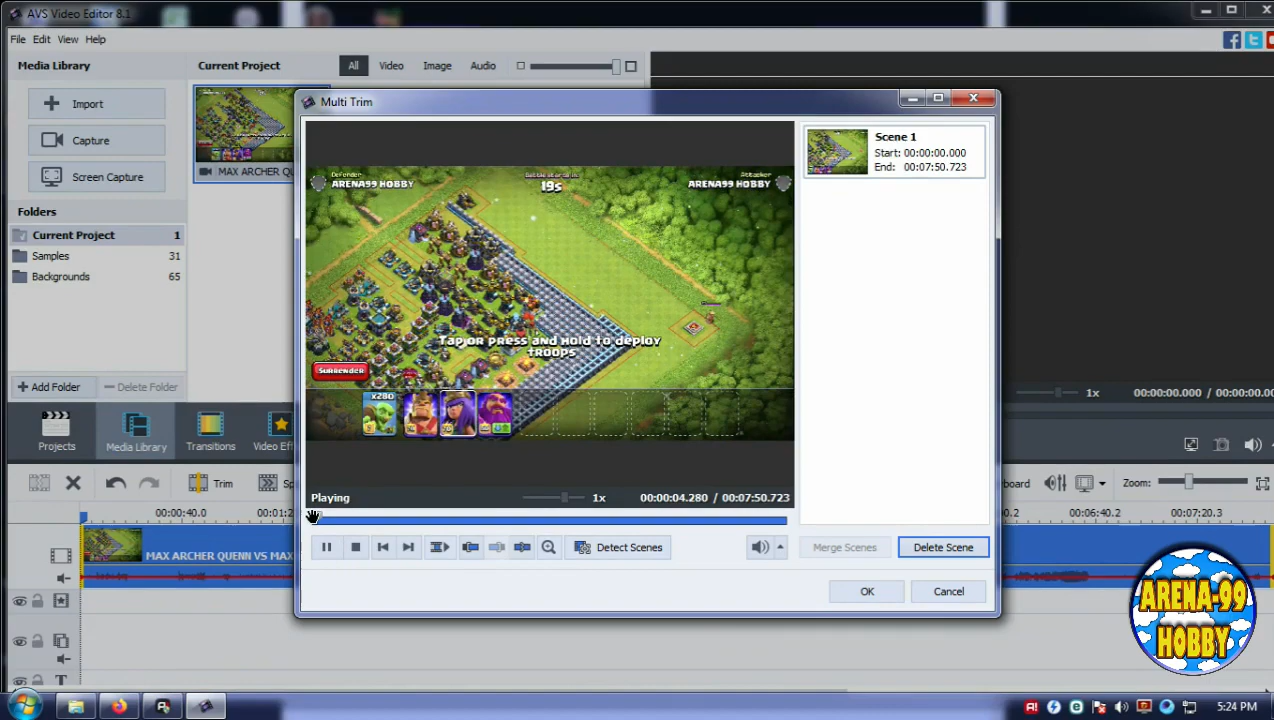 AVS Video Editor 8.1
File Edit View Help
Media Library
Current Project
All Video Image Audio
Import
Capture
Screen Capture
MAX ARCHER QU
Folders
Current Project 1
Samples 31
Backgrounds 65
Add Folder
Delete Folder
Multi Trim
Defender
ARENA99 HOBBY
Battle starts in:
19s
Attacker
ARENA99 HOBBY
Tap or press and hold to deploy
troops
Surrender
x280
Scene 1
Start: 00:00:00.000
End: 00:07:50.723
Playing 1x 00:00:04.280 / 00:07:50.723
Detect Scenes
Merge Scenes
Delete Scene
OK
Cancel
1x 00:00:00.000 / 00:00:00.000
Projects
Media Library
Transitions
Video Ef
Trim
Sp
board
Zoom:
00:00:40.0 00:01:2 00:06:40.2 00:07:20.3
MAX ARCHER QUENN VS MAX
T
ARENA-99
HOBBY
5:24 PM